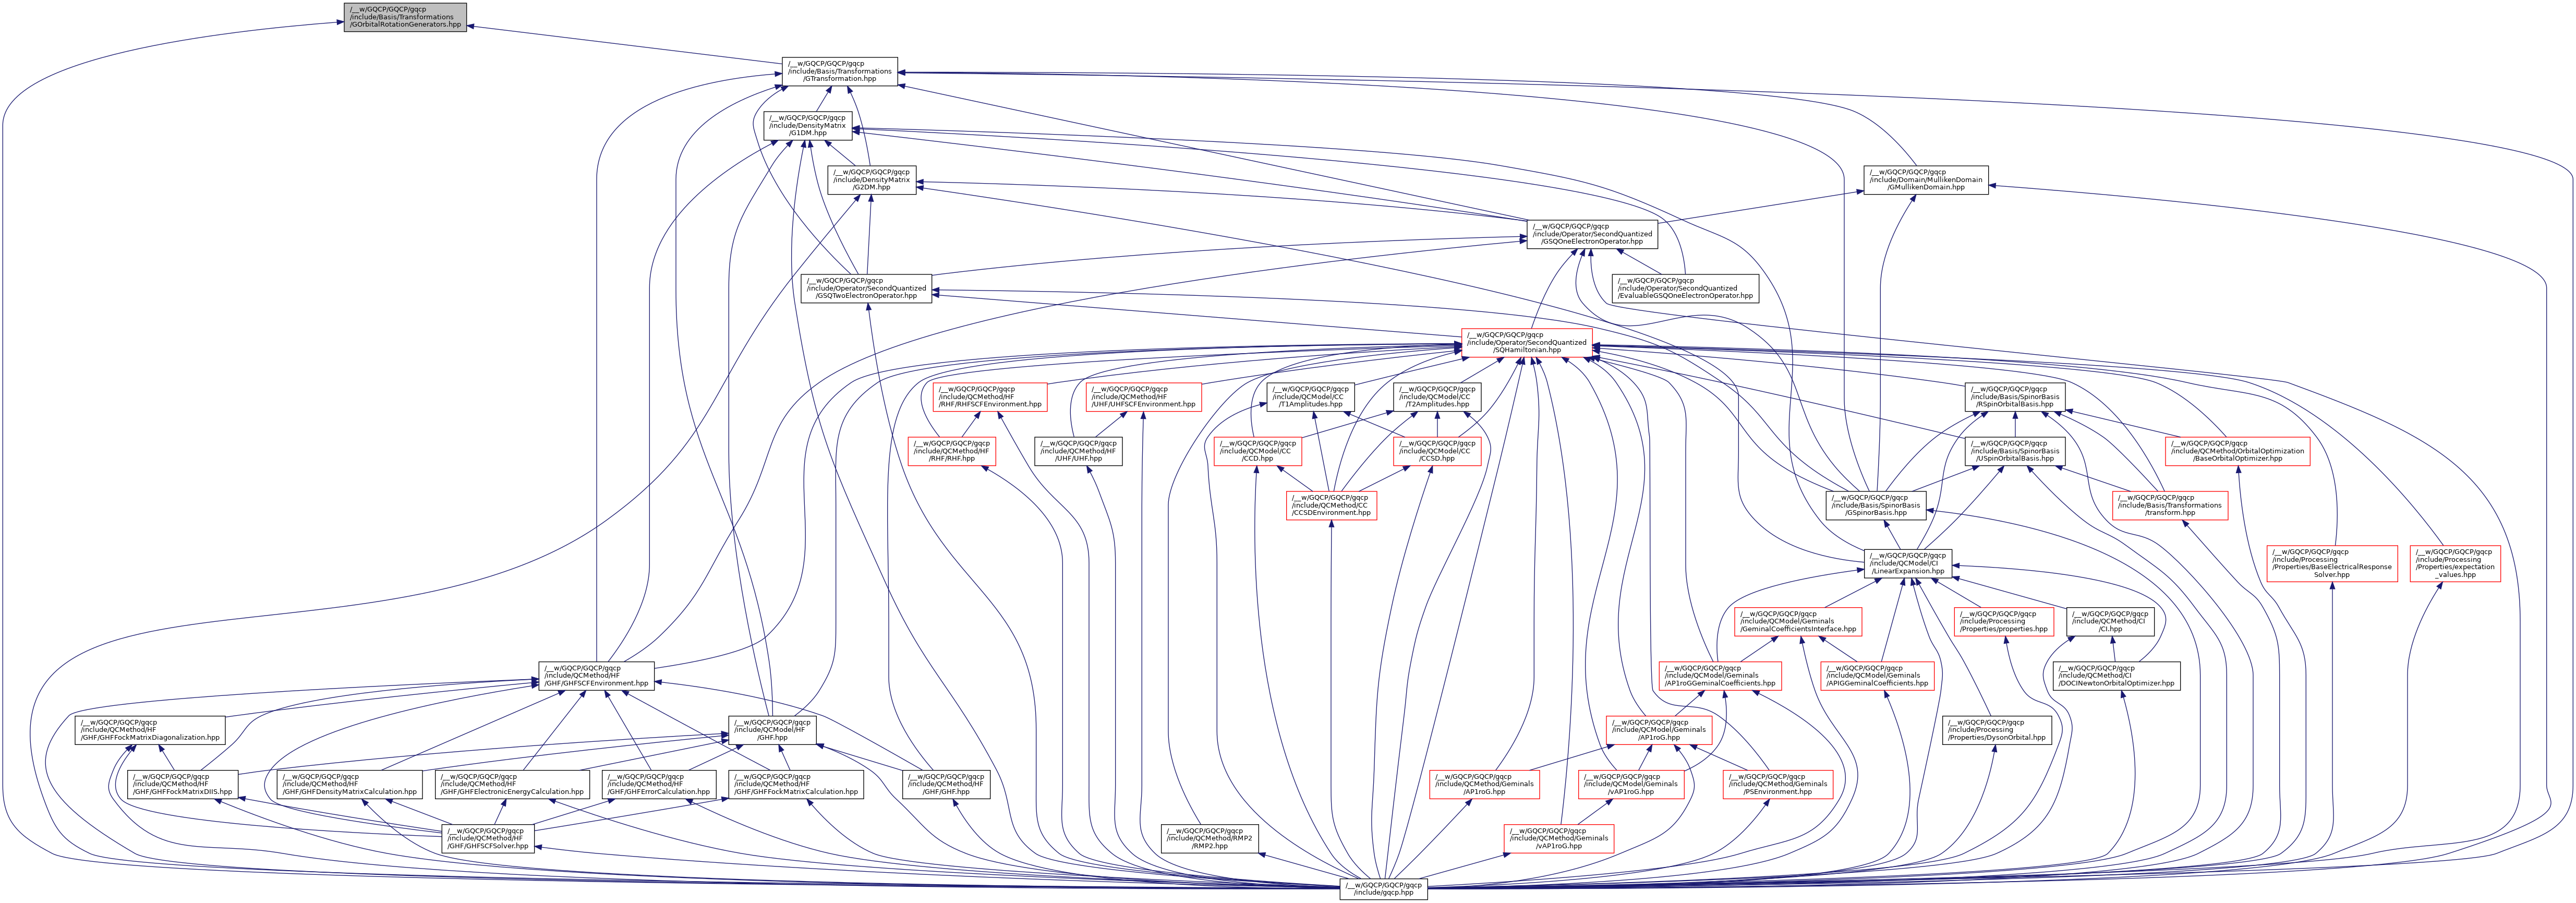 /__w/GQCP/GQCP/gqcp
/include/Basis/Transformations
/GOrbitalRotationGenerators.hpp
/__w/GQCP/GQCP/gqcp
/include/Basis/Transformations
/GTransformation.hpp
/__w/GQCP/GQCP/gqcp
/include/DensityMatrix
/G1DM.hpp
/__w/GQCP/GQCP/gqcp
/include/DensityMatrix
/G2DM.hpp
/__w/GQCP/GQCP/gqcp
/include/Domain/MullikenDomain
/GMullikenDomain.hpp
/__w/GQCP/GQCP/gqcp
/include/Operator/SecondQuantized
/GSQOneElectronOperator.hpp
/__w/GQCP/GQCP/gqcp
/include/Operator/SecondQuantized
/GSQTwoElectronOperator.hpp
/__w/GQCP/GQCP/gqcp
/include/Operator/SecondQuantized
/EvaluableGSQOneElectronOperator.hpp
/__w/GQCP/GQCP/gqcp
/include/Operator/SecondQuantized
/SQHamiltonian.hpp
/__w/GQCP/GQCP/gqcp
/include/QCMethod/HF
/RHF/RHFSCFEnvironment.hpp
/__w/GQCP/GQCP/gqcp
/include/QCMethod/HF
/UHF/UHFSCFEnvironment.hpp
/__w/GQCP/GQCP/gqcp
/include/QCModel/CC
/T1Amplitudes.hpp
/__w/GQCP/GQCP/gqcp
/include/QCModel/CC
/T2Amplitudes.hpp
/__w/GQCP/GQCP/gqcp
/include/Basis/SpinorBasis
/RSpinOrbitalBasis.hpp
/__w/GQCP/GQCP/gqcp
/include/QCMethod/HF
/RHF/RHF.hpp
/__w/GQCP/GQCP/gqcp
/include/QCMethod/HF
/UHF/UHF.hpp
/__w/GQCP/GQCP/gqcp
/include/QCModel/CC
/CCD.hpp
/__w/GQCP/GQCP/gqcp
/include/QCModel/CC
/CCSD.hpp
/__w/GQCP/GQCP/gqcp
/include/Basis/SpinorBasis
/USpinOrbitalBasis.hpp
/__w/GQCP/GQCP/gqcp
/include/QCMethod/OrbitalOptimization
/BaseOrbitalOptimizer.hpp
/__w/GQCP/GQCP/gqcp
/include/QCMethod/CC
/CCSDEnvironment.hpp
/__w/GQCP/GQCP/gqcp
/include/Basis/SpinorBasis
/GSpinorBasis.hpp
/__w/GQCP/GQCP/gqcp
/include/Basis/Transformations
/transform.hpp
/__w/GQCP/GQCP/gqcp
/include/QCModel/CI
/LinearExpansion.hpp
/__w/GQCP/GQCP/gqcp
/include/Processing
/Properties/BaseElectricalResponse
Solver.hpp
/__w/GQCP/GQCP/gqcp
/include/Processing
/Properties/expectation
_values.hpp
/__w/GQCP/GQCP/gqcp
/include/QCModel/Geminals
/GeminalCoefficientsInterface.hpp
/__w/GQCP/GQCP/gqcp
/include/Processing
/Properties/properties.hpp
/__w/GQCP/GQCP/gqcp
/include/QCMethod/CI
/CI.hpp
/__w/GQCP/GQCP/gqcp
/include/QCMethod/HF
/GHF/GHFSCFEnvironment.hpp
/__w/GQCP/GQCP/gqcp
/include/QCModel/Geminals
/AP1roGGeminalCoefficients.hpp
/__w/GQCP/GQCP/gqcp
/include/QCModel/Geminals
/APIGGeminalCoefficients.hpp
/__w/GQCP/GQCP/gqcp
/include/QCMethod/CI
/DOCINewtonOrbitalOptimizer.hpp
/__w/GQCP/GQCP/gqcp
/include/QCMethod/HF
/GHF/GHFFockMatrixDiagonalization.hpp
/__w/GQCP/GQCP/gqcp
/include/QCModel/HF
/GHF.hpp
/__w/GQCP/GQCP/gqcp
/include/QCModel/Geminals
/AP1roG.hpp
/__w/GQCP/GQCP/gqcp
/include/Processing
/Properties/DysonOrbital.hpp
/__w/GQCP/GQCP/gqcp
/include/QCMethod/HF
/GHF/GHFFockMatrixDIIS.hpp
/__w/GQCP/GQCP/gqcp
/include/QCMethod/HF
/GHF/GHFDensityMatrixCalculation.hpp
/__w/GQCP/GQCP/gqcp
/include/QCMethod/HF
/GHF/GHFElectronicEnergyCalculation.hpp
/__w/GQCP/GQCP/gqcp
/include/QCMethod/HF
/GHF/GHFErrorCalculation.hpp
/__w/GQCP/GQCP/gqcp
/include/QCMethod/HF
/GHF/GHFFockMatrixCalculation.hpp
/__w/GQCP/GQCP/gqcp
/include/QCMethod/HF
/GHF/GHF.hpp
/__w/GQCP/GQCP/gqcp
/include/QCMethod/Geminals
/AP1roG.hpp
/__w/GQCP/GQCP/gqcp
/include/QCModel/Geminals
/vAP1roG.hpp
/__w/GQCP/GQCP/gqcp
/include/QCMethod/Geminals
/PSEnvironment.hpp
/__w/GQCP/GQCP/gqcp
/include/QCMethod/HF
/GHF/GHFSCFSolver.hpp
/__w/GQCP/GQCP/gqcp
/include/QCMethod/RMP2
/RMP2.hpp
/__w/GQCP/GQCP/gqcp
/include/QCMethod/Geminals
/vAP1roG.hpp
/__w/GQCP/GQCP/gqcp
/include/gqcp.hpp